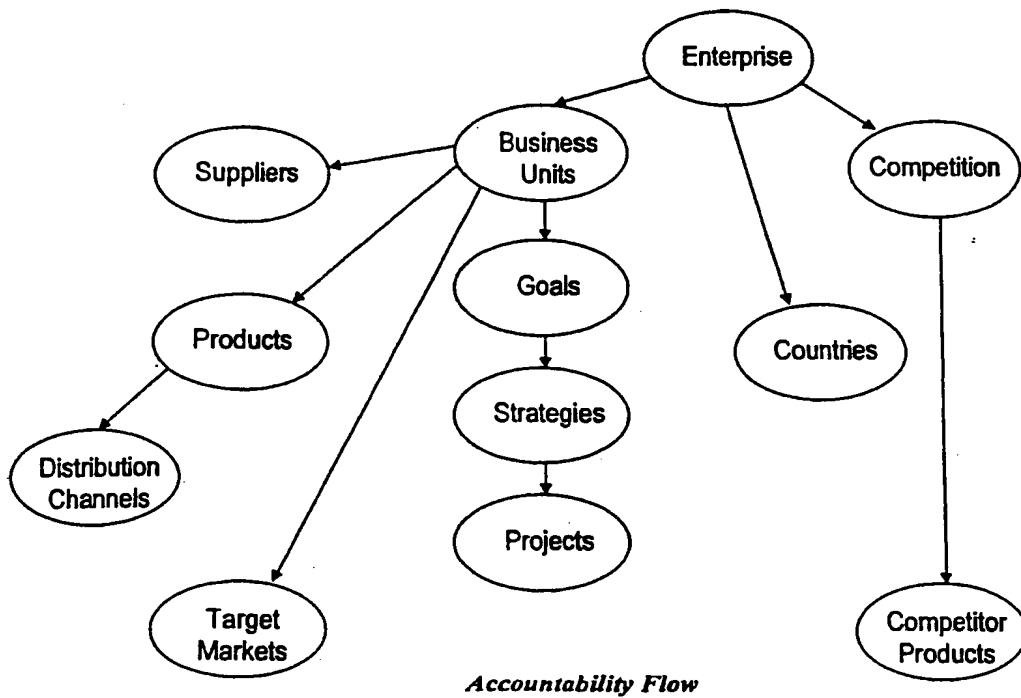 Enterprise
Business
Units
Suppliers
Competition
Goals
Products
Countries
Strategies
Distribution
Channels
Projects
Target
Markets
Competitor
Products
Accountability Flow